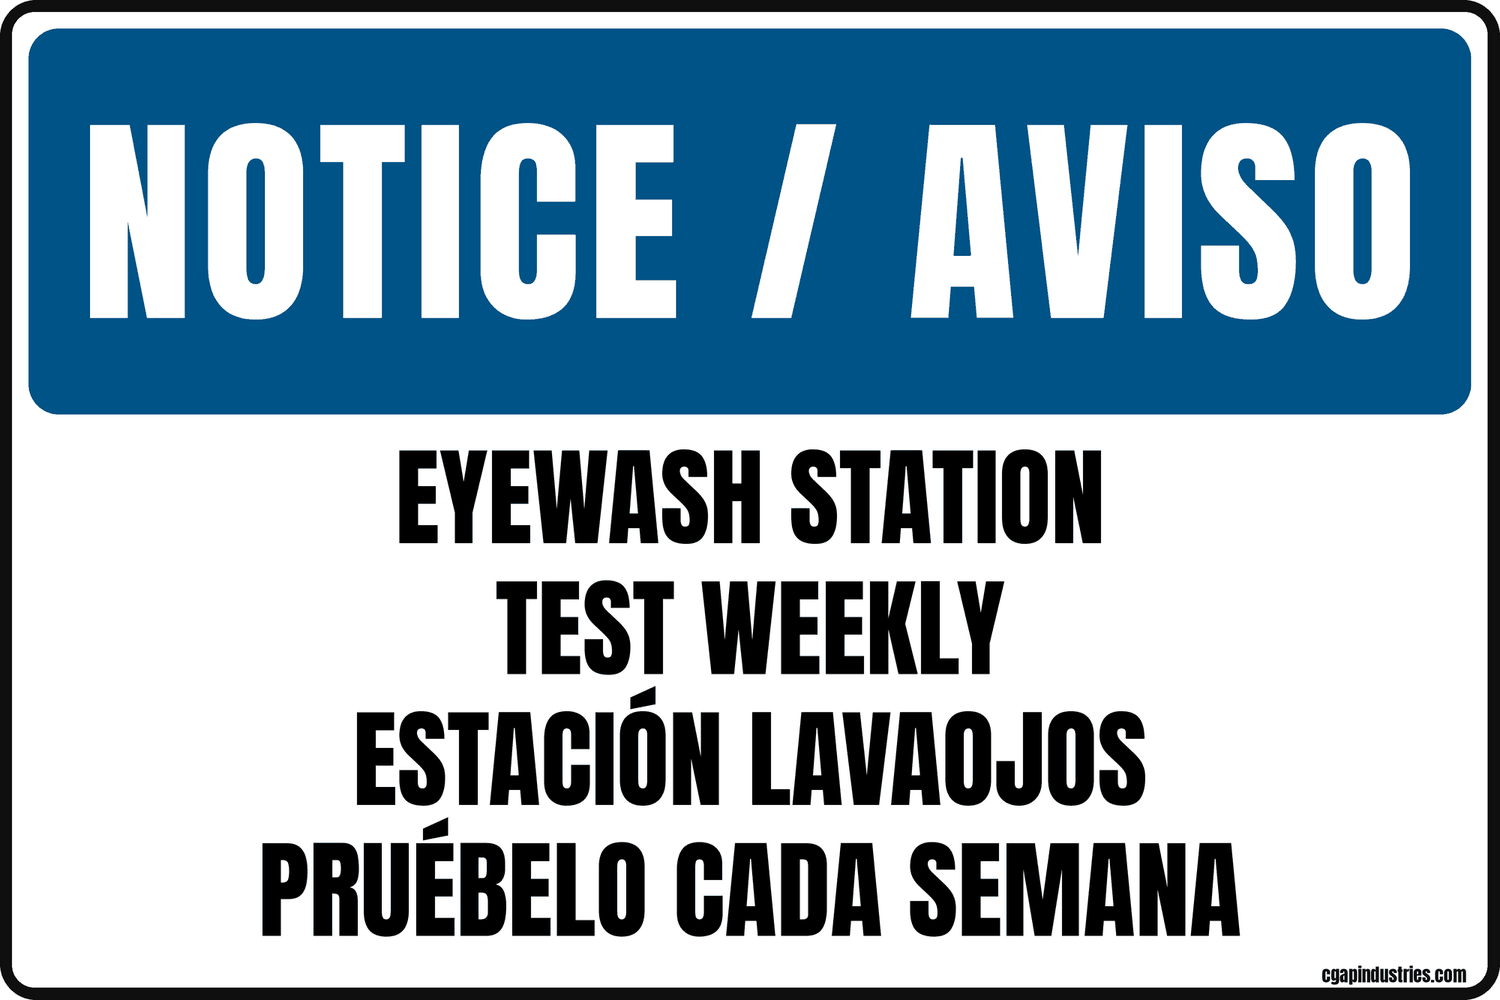 NOTICE / AVISO
EYEWASH STATION
TEST WEEKLY
ESTACIÓN LAVAOJOS
PRUÉBELO CADA SEMANA
cgapindustries.com